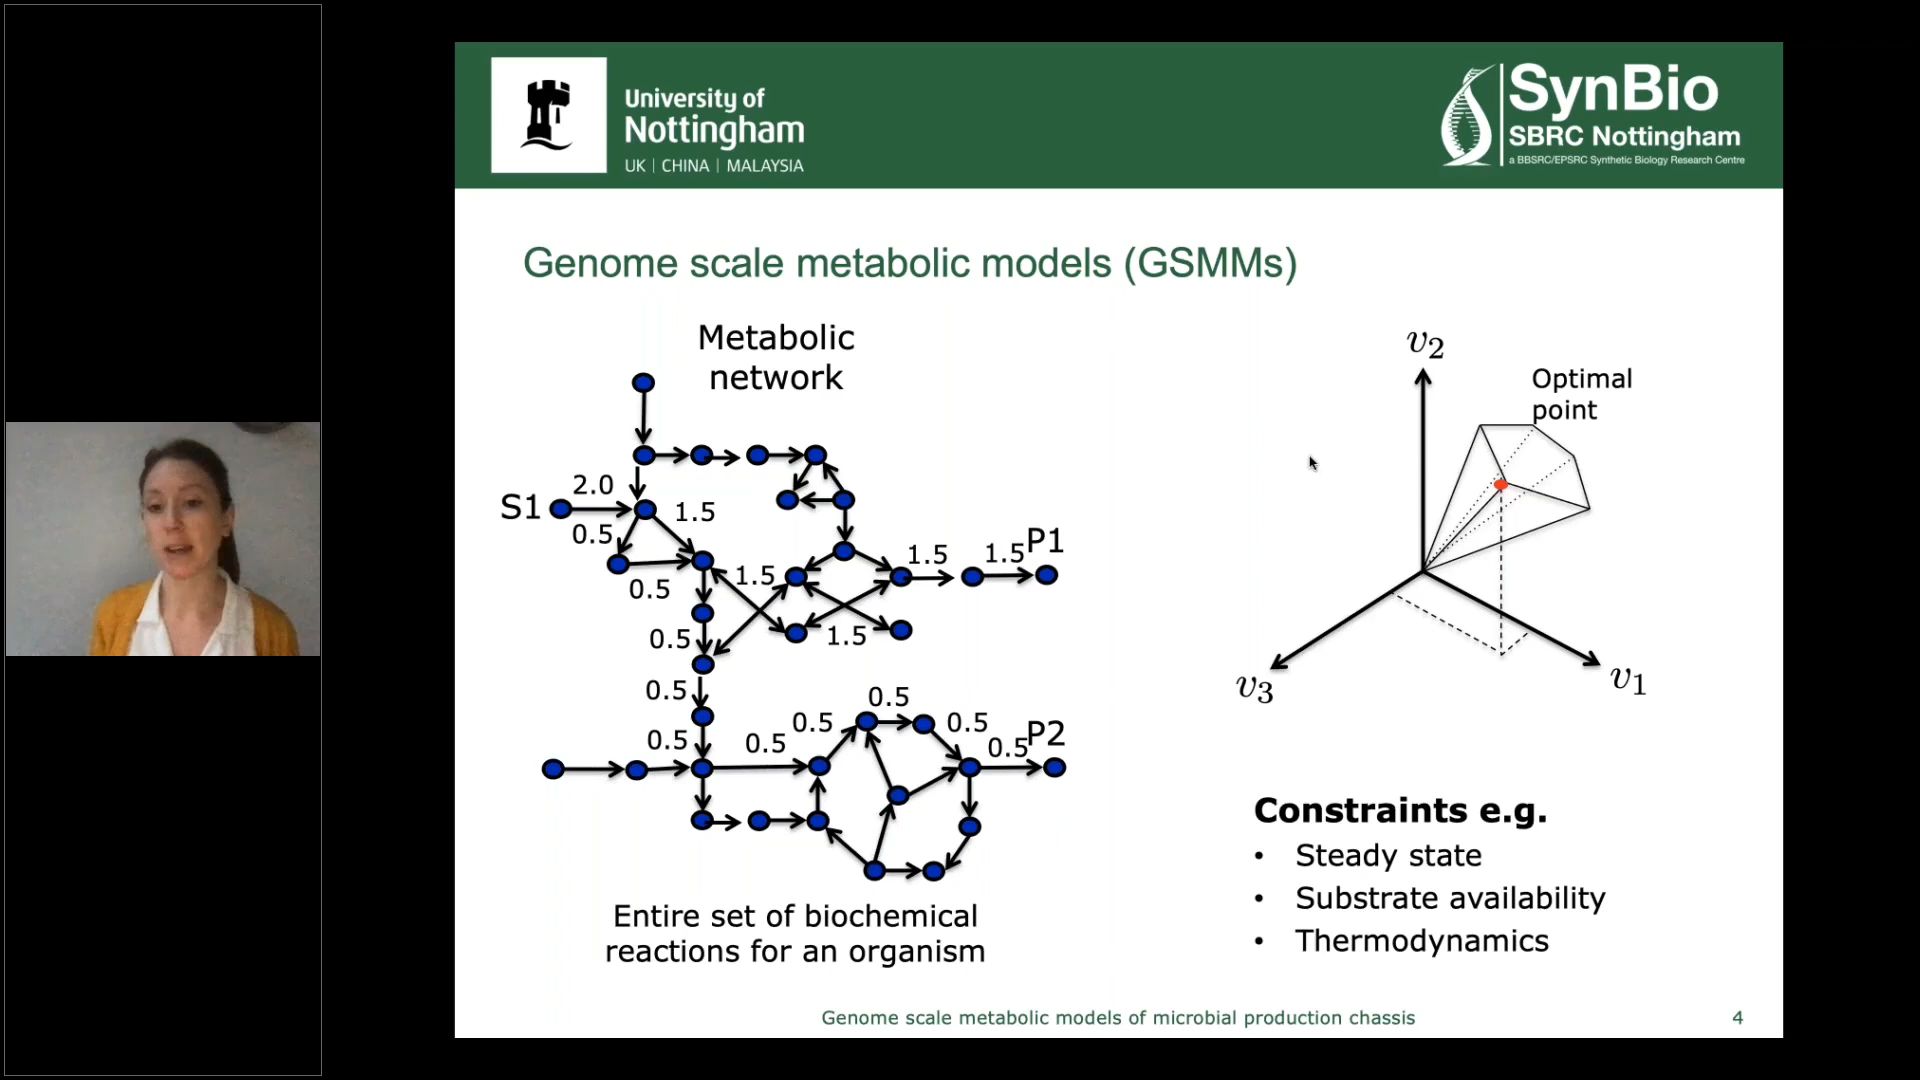 University of
Nottingham
UK | CHINA | MALAYSIA
SynBio
SBRC Nottingham
a BBSRC/EPSRC Synthetic Biology Research Centre
Genome scale metabolic models (GSMMs)
Metabolic
network
S1
2.0
0.5
1.5
0.5
1.5
1.5
1.5
P1
1.5
0.5
0.5
0.5
0.5
0.5
0.5
0.5
0.5
P2
Entire set of biochemical
reactions for an organism
v2
Optimal
point
v3
v1
Constraints e.g.
• Steady state
• Substrate availability
• Thermodynamics
Genome scale metabolic models of microbial production chassis
4